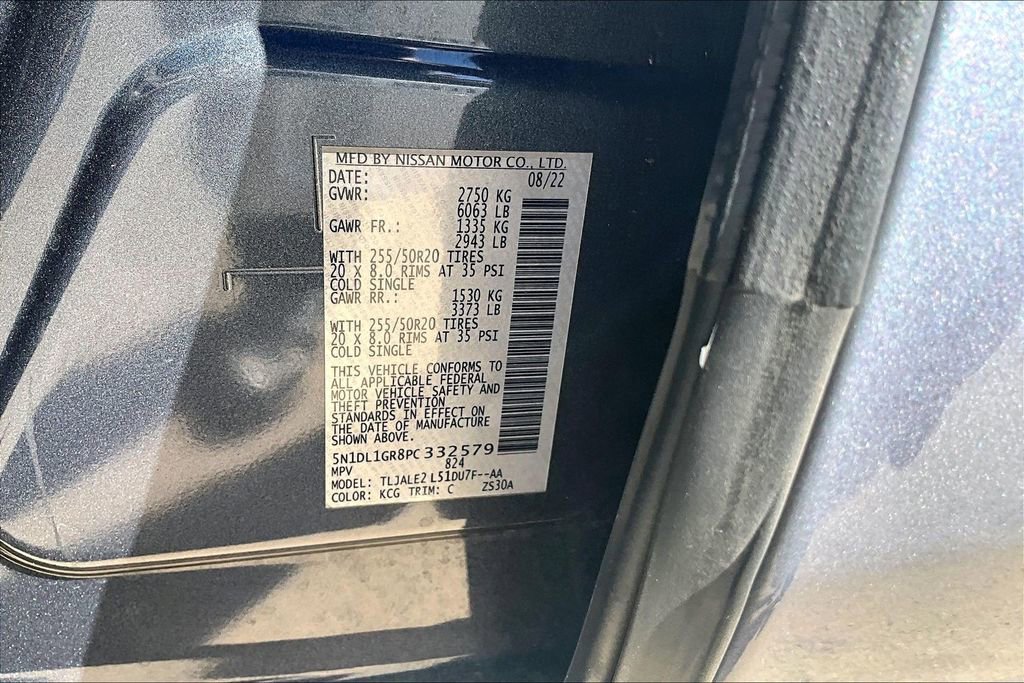 MFD BY NISSAN MOTOR CO., LTD.
DATE: 08/22
GVWR: 2750 KG
6063 LB
GAWR FR.: 1335 KG
2943 LB
WITH 255/50R20 TIRES
20 X 8.0 RIMS AT 35 PSI
COLD SINGLE
GAWR RR.: 1530 KG
3373 LB
WITH 255/50R20 TIRES
20 X 8.0 RIMS AT 35 PSI
COLD SINGLE
THIS VEHICLE CONFORMS TO
ALL APPLICABLE FEDERAL
MOTOR VEHICLE SAFETY AND
THEFT PREVENTION
STANDARDS IN EFFECT ON
THE DATE OF MANUFACTURE
SHOWN ABOVE.
5N1DL1GR8PC332579
MPV 824
MODEL: TLJALE2 L51DU7F--AA
COLOR: KCG TRIM: C ZS30A